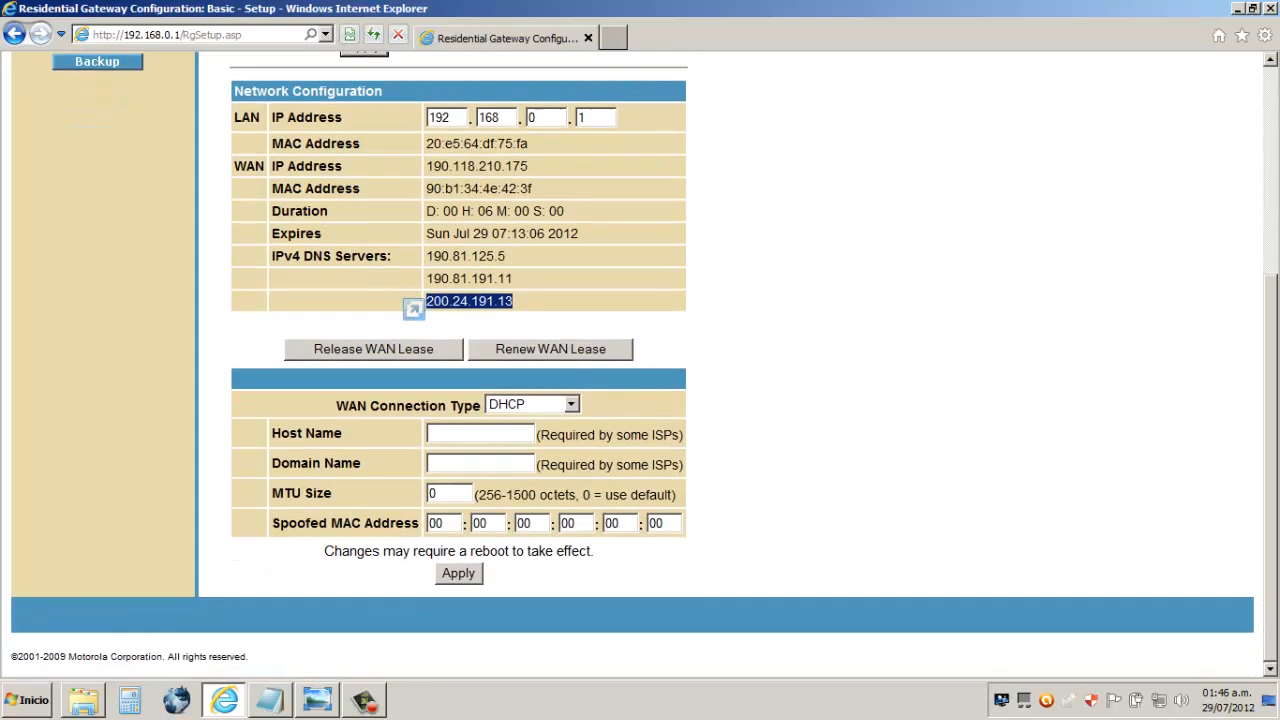 Residential Gateway Configuration: Basic - Setup - Windows Internet Explorer
http://192.168.0.1/RgSetup.asp
Residential Gateway Configu...
Backup
Network Configuration
LAN IP Address 192 . 168 . 0 . 1
MAC Address 20:e5:64:df:75:fa
WAN IP Address 190.118.210.175
MAC Address 90:b1:34:4e:42:3f
Duration D: 00 H: 06 M: 00 S: 00
Expires Sun Jul 29 07:13:06 2012
IPv4 DNS Servers: 190.81.125.5
190.81.191.11
200.24.191.13
Release WAN Lease Renew WAN Lease
WAN Connection Type DHCP
Host Name (Required by some ISPs)
Domain Name (Required by some ISPs)
MTU Size 0 (256-1500 octets, 0 = use default)
Spoofed MAC Address 00 : 00 : 00 : 00 : 00 : 00
Changes may require a reboot to take effect.
Apply
©2001-2009 Motorola Corporation. All rights reserved.
Inicio
01:46 a.m.
29/07/2012